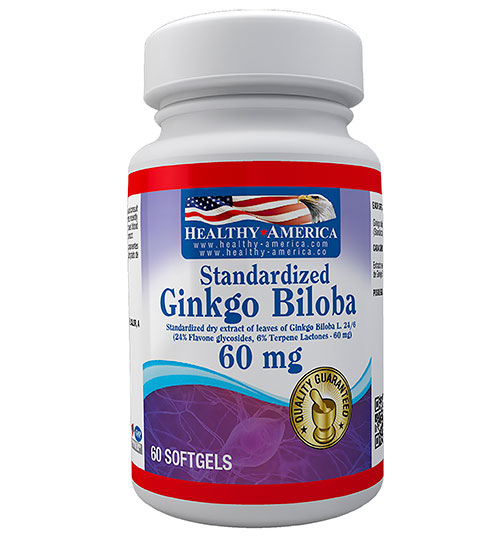 HEALTHY★AMERICA
www.healthy-america.com
www.healthy-america.co
Standardized
Ginkgo Biloba
Standardized dry extract of leaves of Ginkgo Biloba L. 24/6
(24% Flavone glycosides, 6% Terpene Lactones - 60 mg)
60 mg
QUALITY GUARANTEED
60 SOFTGELS